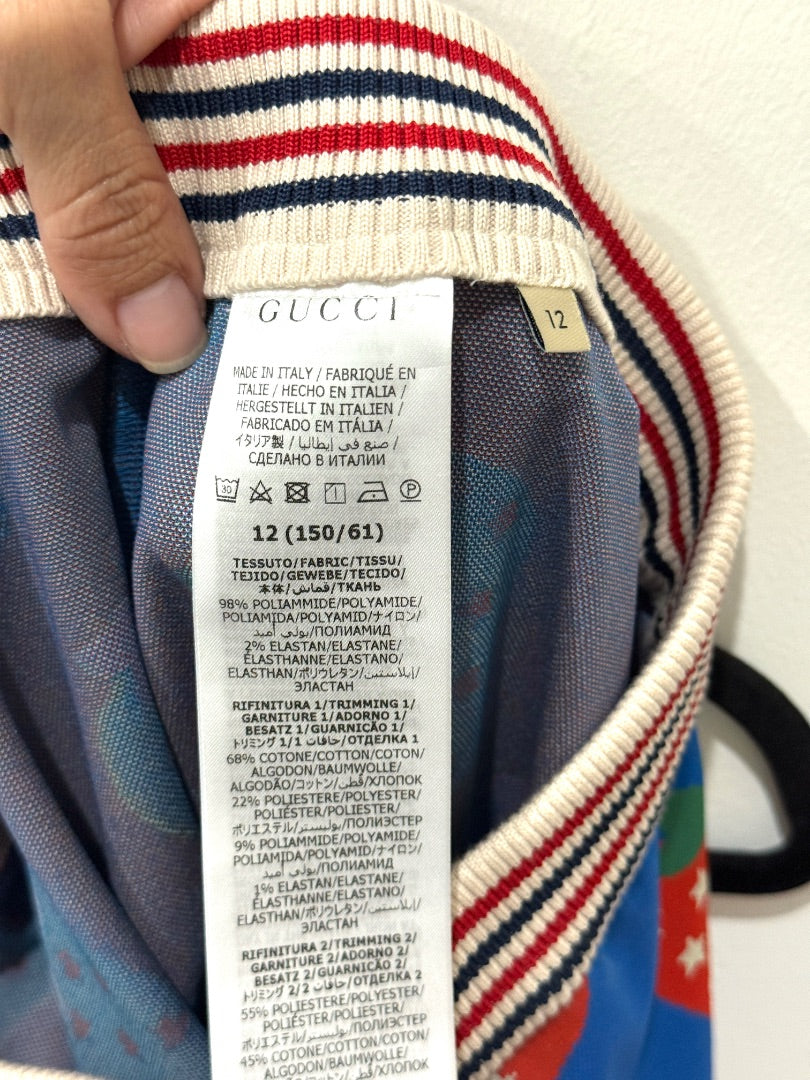 GUCCI
12
MADE IN ITALY / FABRIQUÉ EN
ITALIE / HECHO EN ITALIA /
HERGESTELLT IN ITALIEN /
FABRICADO EM ITÁLIA /
イタリア製 / صنع في إيطاليا /
СДЕЛАНО В ИТАЛИИ
30
P
12 (150/61)
TESSUTO/FABRIC/TISSU/
TEJIDO/GEWEBE/TECIDO/
本体/قماش/ТКАНЬ
98% POLIAMMIDE/POLYAMIDE/
POLIAMIDA/POLYAMID/ナイロン/
بولي أميد/ПОЛИАМИД
2% ELASTAN/ELASTANE/
ÉLASTHANNE/ELASTANO/
ELASTHAN/ポリウレタン/إيلاستين/
ЭЛАСТАН
RIFINITURA 1/TRIMMING 1/
GARNITURE 1/ADORNO 1/
BESATZ 1/GUARNIÇÃO 1/
トリミング 1/حافات 1/ОТДЕЛКА 1
68% COTONE/COTTON/COTON/
ALGODON/BAUMWOLLE/
ALGODÃO/コットン/قطن/ХЛОПОК
22% POLIESTERE/POLYESTER/
POLIÉSTER/POLIESTER/
ポリエステル/بوليستر/ПОЛИЭСТЕР
9% POLIAMMIDE/POLYAMIDE/
POLIAMIDA/POLYAMID/ナイロン/
بولي أميد/ПОЛИАМИД
1% ELASTAN/ELASTANE/
ÉLASTHANNE/ELASTANO/
ELASTHAN/ポリウレタン/إيلاستين/
ЭЛАСТАН
RIFINITURA 2/TRIMMING 2/
GARNITURE 2/ADORNO 2/
BESATZ 2/GUARNIÇÃO 2/
トリミング 2/حافات 2/ОТДЕЛКА 2
55% POLIESTERE/POLYESTER/
POLIÉSTER/POLIESTER/
ポリエステル/بوليستر/ПОЛИЭСТЕР
45% COTONE/COTTON/COTON/
ALGODON/BAUMWOLLE/
ALGODÃO/コットン/قطن/ХЛОПОК